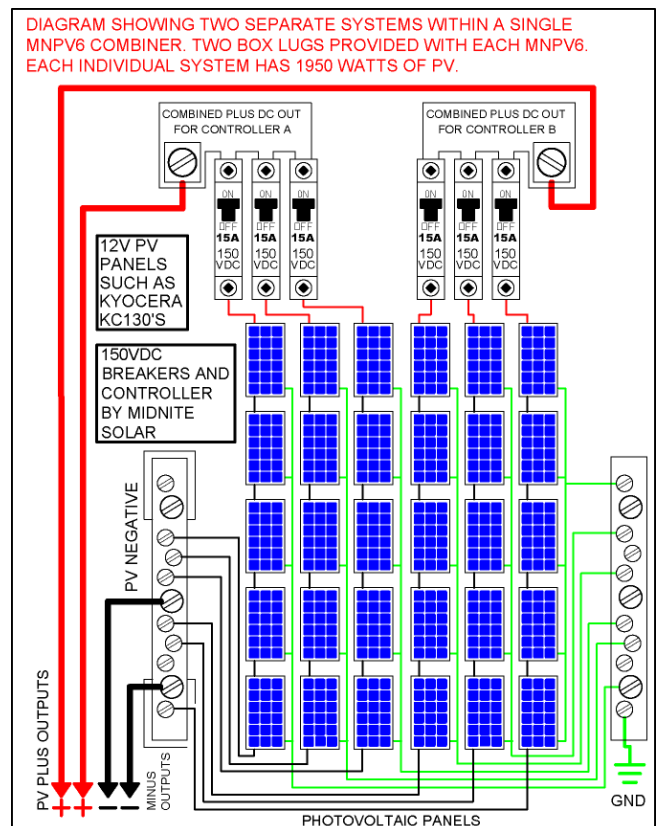 DIAGRAM SHOWING TWO SEPARATE SYSTEMS WITHIN A SINGLE
MNPV6 COMBINER. TWO BOX LUGS PROVIDED WITH EACH MNPV6.
EACH INDIVIDUAL SYSTEM HAS 1950 WATTS OF PV.
COMBINED PLUS DC OUT
FOR CONTROLLER A
COMBINED PLUS DC OUT
FOR CONTROLLER B
ON
OFF
15A
150
VDC
ON
OFF
15A
150
VDC
ON
OFF
15A
150
VDC
ON
OFF
15A
150
VDC
ON
OFF
15A
150
VDC
ON
OFF
15A
150
VDC
12V PV
PANELS
SUCH AS
KYOCERA
KC130'S
150VDC
BREAKERS AND
CONTROLLER
BY MIDNITE
SOLAR
PV NEGATIVE
PV PLUS OUTPUTS
+ + − −
MINUS
OUTPUTS
GND
PHOTOVOLTAIC PANELS